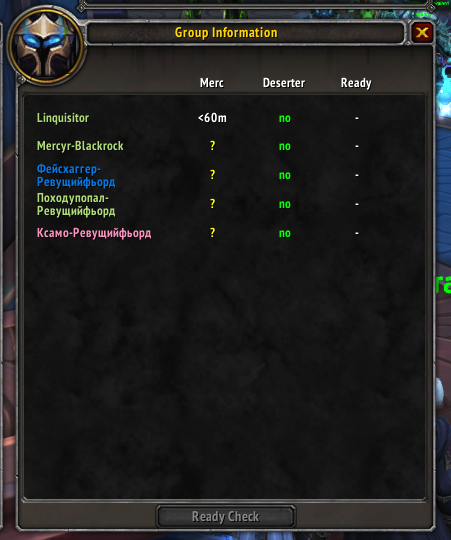 Group Information
Merc Deserter Ready
Linquisitor <60m no -
Mercyr-Blackrock ? no -
Фейсхаггер-
Ревущийфьорд ? no -
Походупопал-
Ревущийфьорд ? no -
Ксамо-Ревущийфьорд ? no -
Ready Check